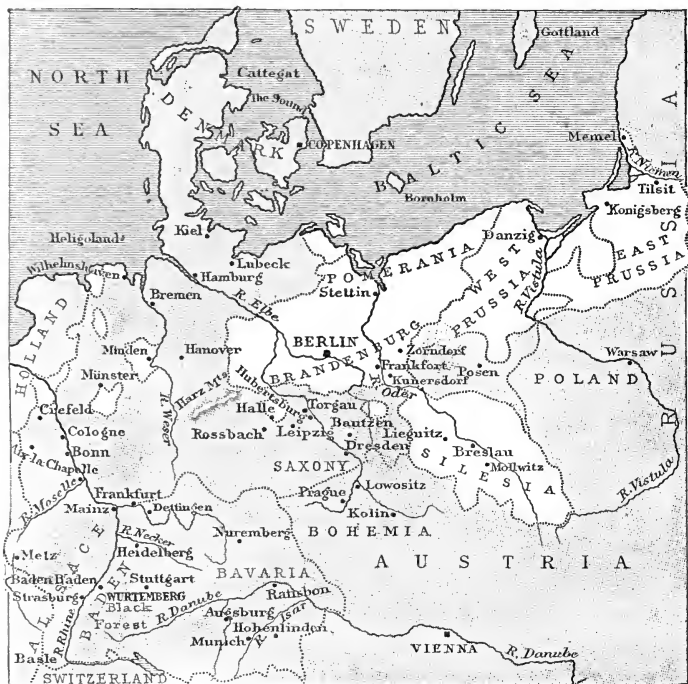 SWEDEN
Gottland
NORTH
SEA
Cattegat
The Sound
DENMARK
COPENHAGEN
BALTIC SEA
Bornholm
RUSSIA
Memel
R. Niemen
Tilsit
Konigsberg
EAST
PRUSSIA
Kiel
Heligoland
Danzig
Wilhelmshaven
Lubeck
Hamburg
POMERANIA
Stettin
WEST
PRUSSIA
R. Vistula
Bremen
R. Elbe
HOLLAND
BERLIN
BRANDENBURG
Minden
Hanover
Zorndorf
Frankfort
Kunersdorf
Posen
Warsaw
POLAND
Münster
R. Weser
Harz Mts
Hubertsburg
R. Oder
Crefeld
Halle
Torgau
Cologne
Rossbach
Leipzig
Bautzen
Liegnitz
Bonn
Dresden
Breslau
Aix la Chapelle
SAXONY
Mollwitz
SILESIA
R. Vistula
R. Moselle
Frankfurt
Lowositz
Mainz
Dettingen
Prague
Kolin
BOHEMIA
R. Necker
Heidelberg
Nuremberg
Metz
AUSTRIA
Baden Baden
Stuttgart
BAVARIA
Strasburg
WURTEMBERG
Ratisbon
ALSACE
R. Rhine
BADEN
Black
Forest
R. Danube
Augsburg
R. Isar
Hohenlinden
Munich
VIENNA
R. Danube
Basle
SWITZERLAND